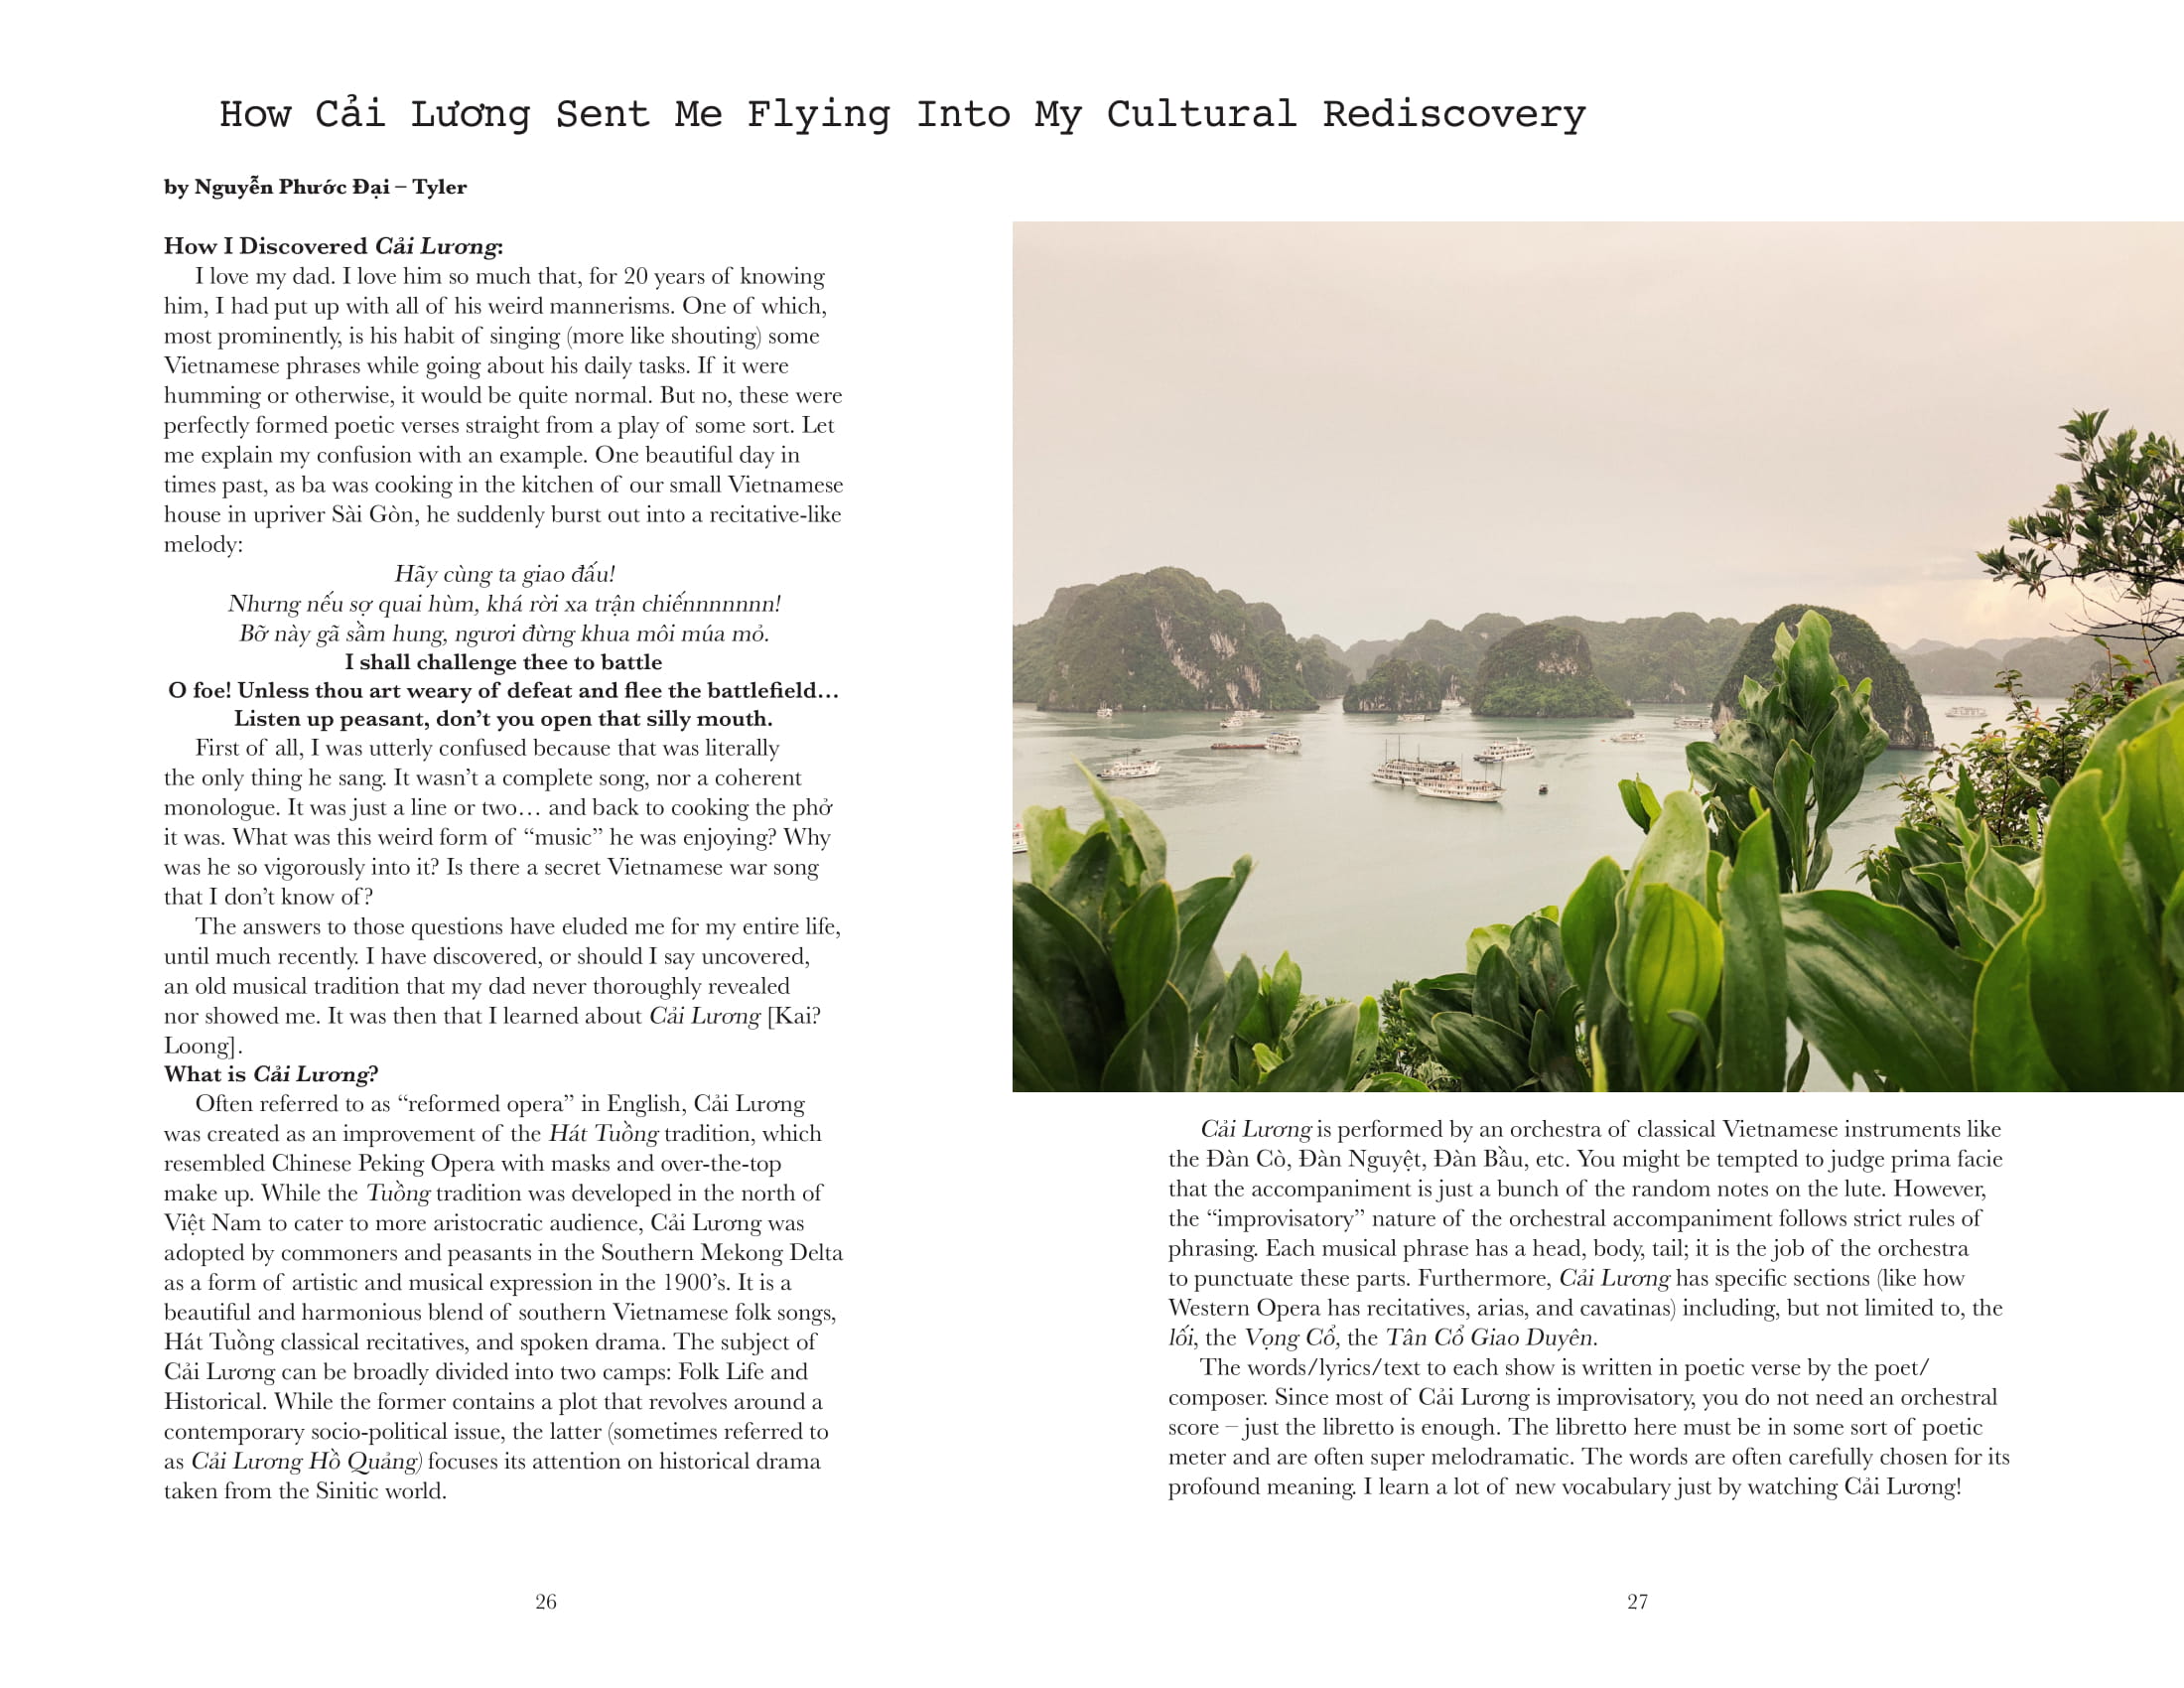 How Cải Lương Sent Me Flying Into My Cultural Rediscovery
by Nguyễn Phước Đại – Tyler
How I Discovered Cải Lương:
I love my dad. I love him so much that, for 20 years of knowing
him, I had put up with all of his weird mannerisms. One of which,
most prominently, is his habit of singing (more like shouting) some
Vietnamese phrases while going about his daily tasks. If it were
humming or otherwise, it would be quite normal. But no, these were
perfectly formed poetic verses straight from a play of some sort. Let
me explain my confusion with an example. One beautiful day in
times past, as ba was cooking in the kitchen of our small Vietnamese
house in upriver Sài Gòn, he suddenly burst out into a recitative-like
melody:
Hãy cùng ta giao đấu!
Nhưng nếu sợ quai hùm, khá rời xa trận chiếnnnnnnn!
Bỡ này gã sầm hung, ngươi đừng khua môi múa mỏ.
I shall challenge thee to battle
O foe! Unless thou art weary of defeat and flee the battlefield…
Listen up peasant, don’t you open that silly mouth.
First of all, I was utterly confused because that was literally
the only thing he sang. It wasn’t a complete song, nor a coherent
monologue. It was just a line or two… and back to cooking the phở
it was. What was this weird form of “music” he was enjoying? Why
was he so vigorously into it? Is there a secret Vietnamese war song
that I don’t know of?
The answers to those questions have eluded me for my entire life,
until much recently. I have discovered, or should I say uncovered,
an old musical tradition that my dad never thoroughly revealed
nor showed me. It was then that I learned about Cải Lương [Kai?
Loong].
What is Cải Lương?
Often referred to as “reformed opera” in English, Cải Lương
was created as an improvement of the Hát Tuồng tradition, which
resembled Chinese Peking Opera with masks and over-the-top
make up. While the Tuồng tradition was developed in the north of
Việt Nam to cater to more aristocratic audience, Cải Lương was
adopted by commoners and peasants in the Southern Mekong Delta
as a form of artistic and musical expression in the 1900’s. It is a
beautiful and harmonious blend of southern Vietnamese folk songs,
Hát Tuồng classical recitatives, and spoken drama. The subject of
Cải Lương can be broadly divided into two camps: Folk Life and
Historical. While the former contains a plot that revolves around a
contemporary socio-political issue, the latter (sometimes referred to
as Cải Lương Hồ Quảng) focuses its attention on historical drama
taken from the Sinitic world.
26
Cải Lương is performed by an orchestra of classical Vietnamese instruments like
the Đàn Cò, Đàn Nguyệt, Đàn Bầu, etc. You might be tempted to judge prima facie
that the accompaniment is just a bunch of the random notes on the lute. However,
the “improvisatory” nature of the orchestral accompaniment follows strict rules of
phrasing. Each musical phrase has a head, body, tail; it is the job of the orchestra
to punctuate these parts. Furthermore, Cải Lương has specific sections (like how
Western Opera has recitatives, arias, and cavatinas) including, but not limited to, the
lối, the Vọng Cổ, the Tân Cổ Giao Duyên.
The words/lyrics/text to each show is written in poetic verse by the poet/
composer. Since most of Cải Lương is improvisatory, you do not need an orchestral
score – just the libretto is enough. The libretto here must be in some sort of poetic
meter and are often super melodramatic. The words are often carefully chosen for its
profound meaning. I learn a lot of new vocabulary just by watching Cải Lương!
27